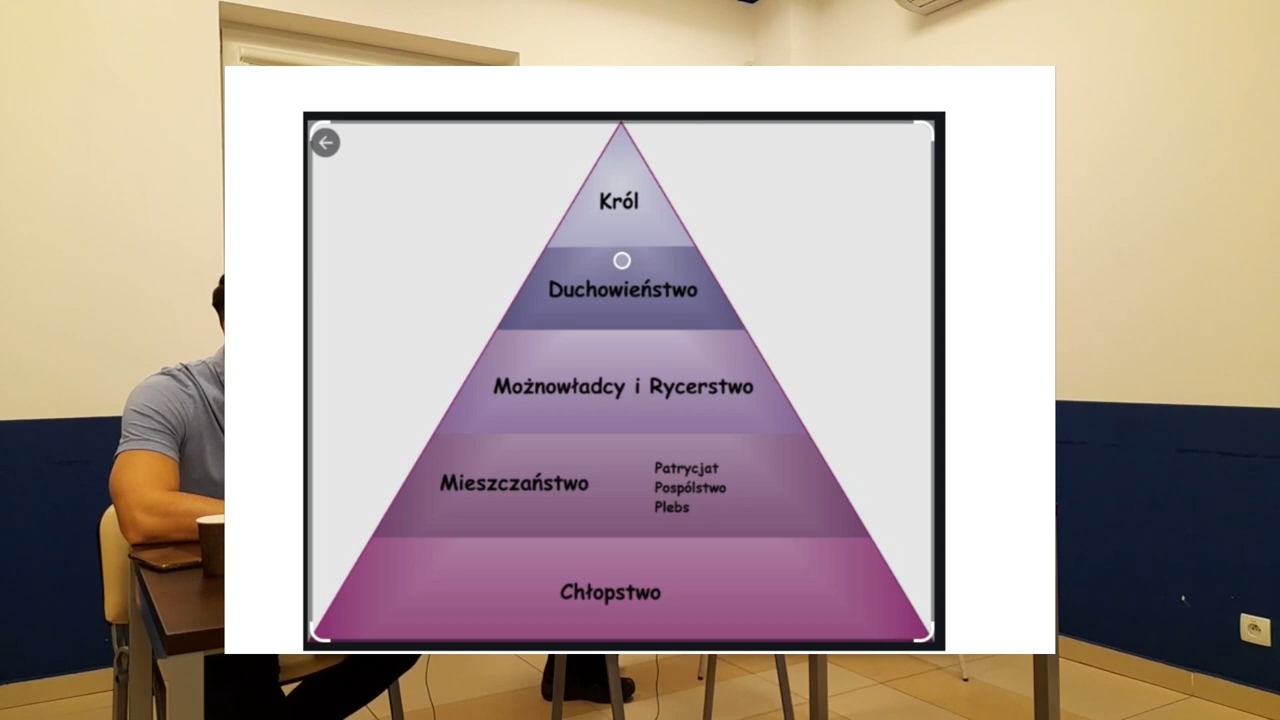 Król
Duchowieństwo
Możnowładcy i Rycerstwo
Mieszczaństwo
Patrycjat
Pospólstwo
Plebs
Chłopstwo